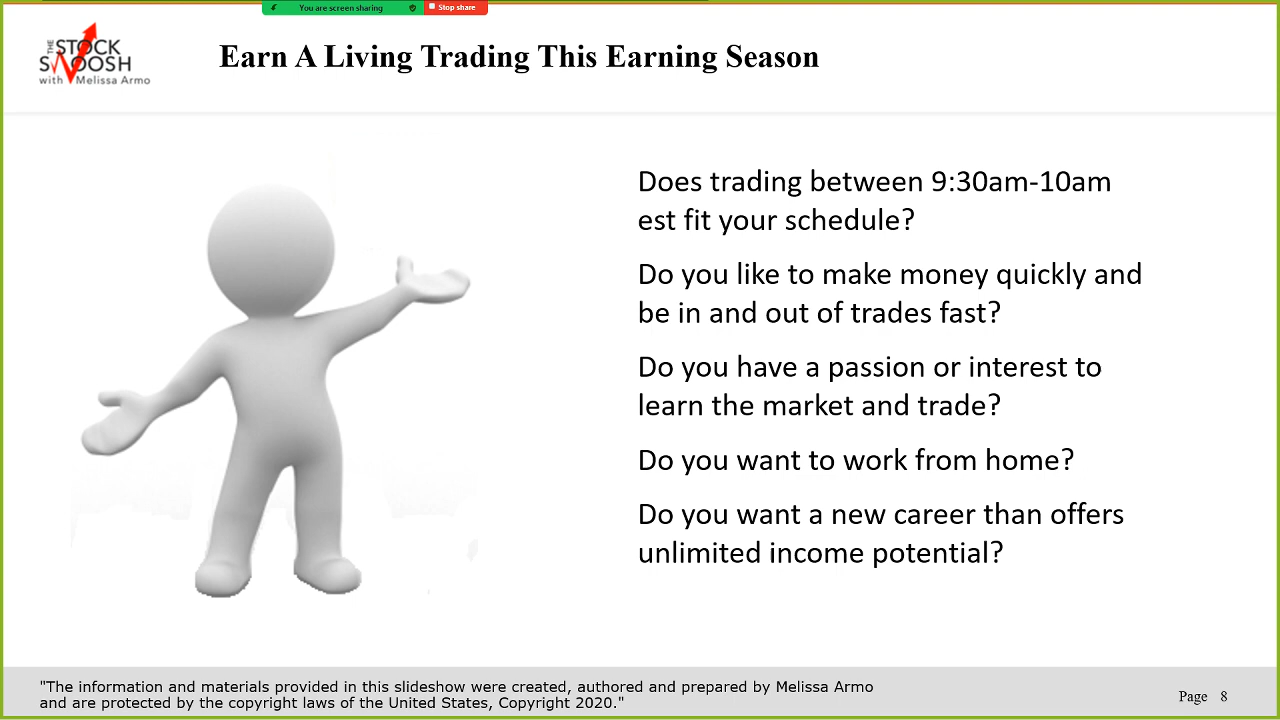 You are screen sharing
Stop share
THE
STOCK
SWOOSH
with Melissa Armo
Earn A Living Trading This Earning Season
Does trading between 9:30am-10am
est fit your schedule?
Do you like to make money quickly and
be in and out of trades fast?
Do you have a passion or interest to
learn the market and trade?
Do you want to work from home?
Do you want a new career than offers
unlimited income potential?
"The information and materials provided in this slideshow were created, authored and prepared by Melissa Armo
and are protected by the copyright laws of the United States, Copyright 2020."
Page 8